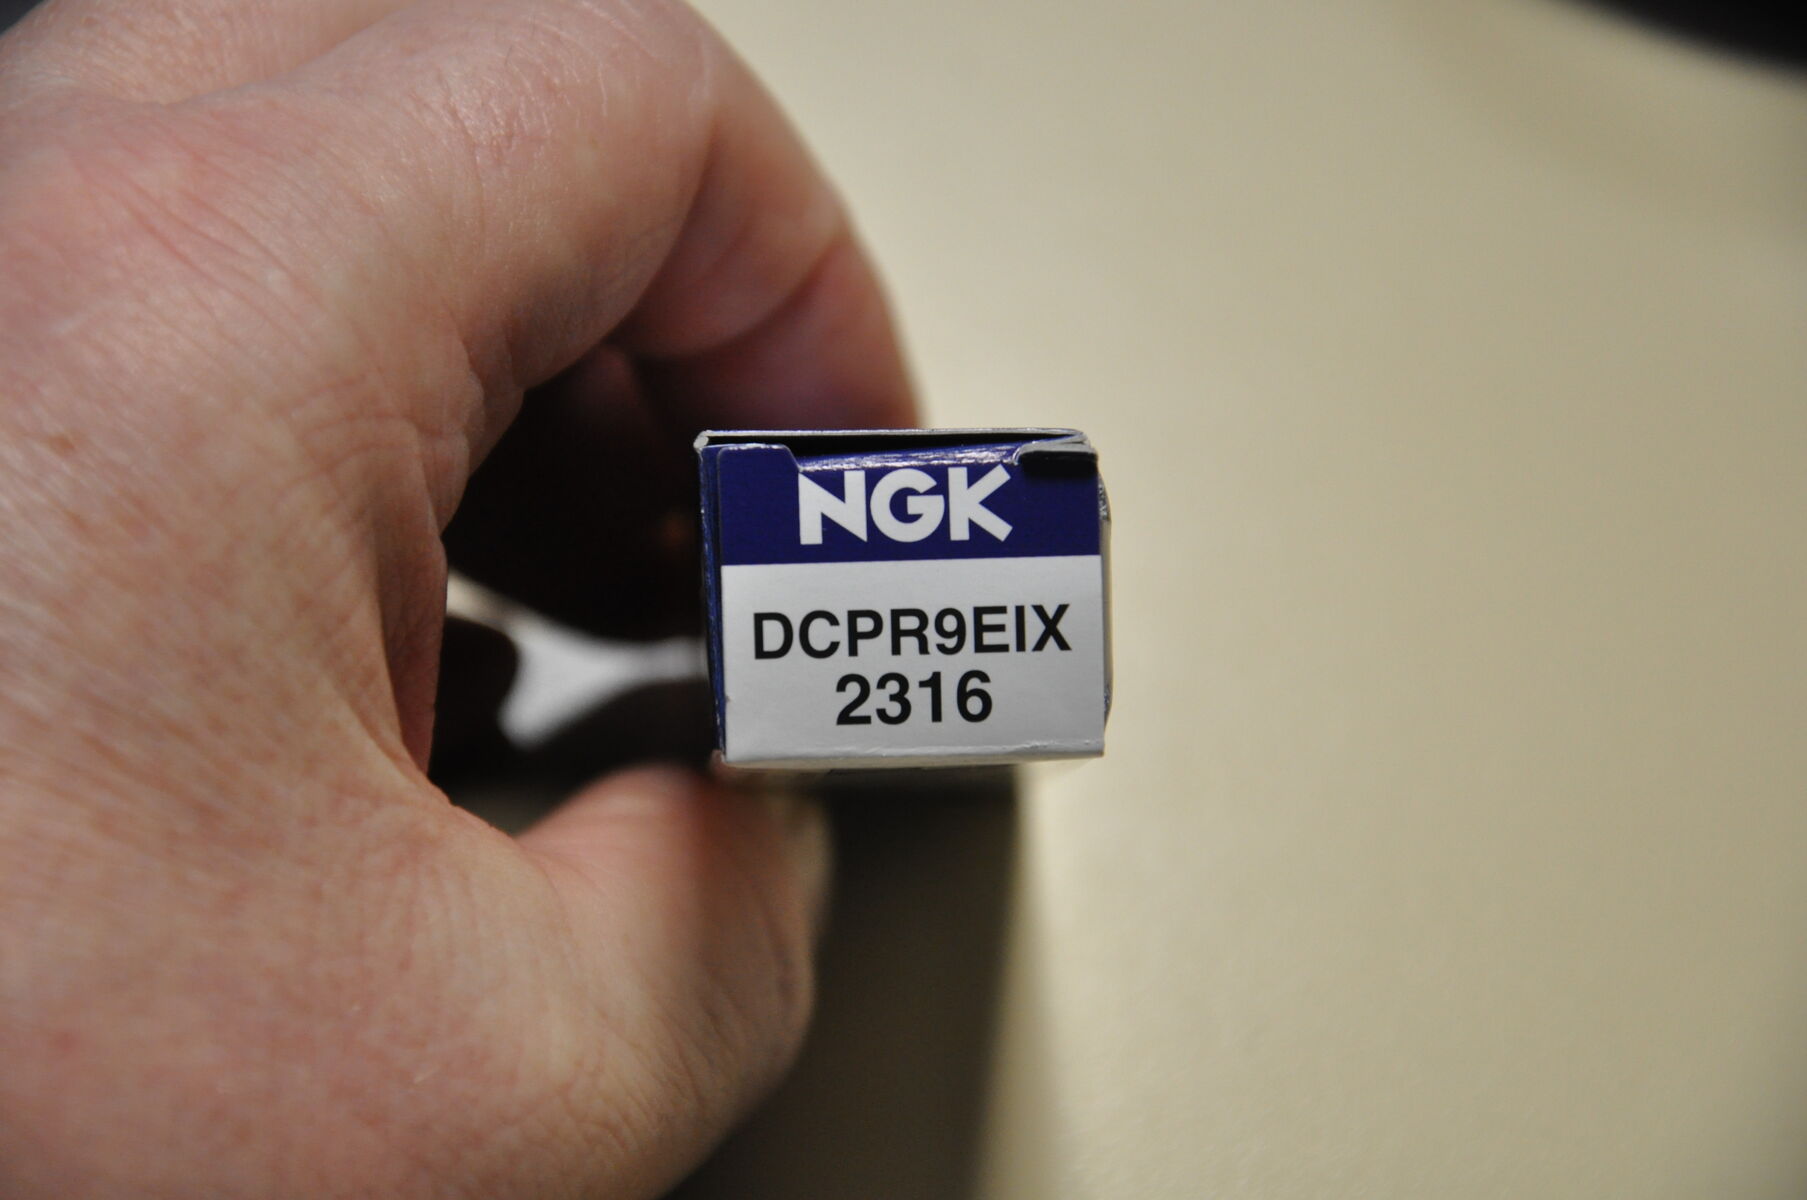 NGK
DCPR9EIX
2316